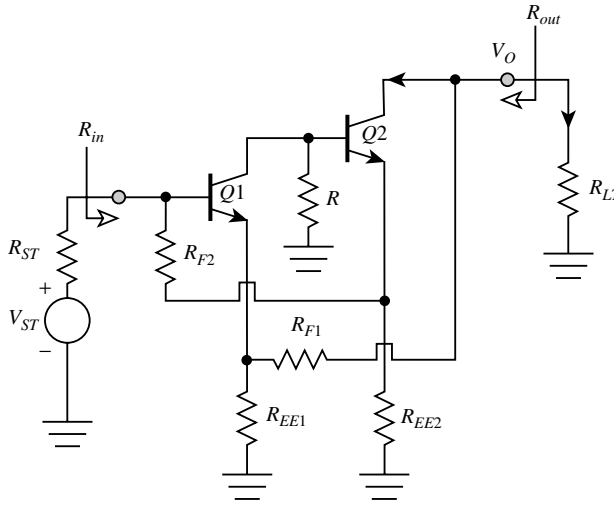 R_out
V_O
R_in
Q2
Q1
R
R_L2
R_ST
R_F2
+
V_ST
−
R_F1
R_EE1
R_EE2